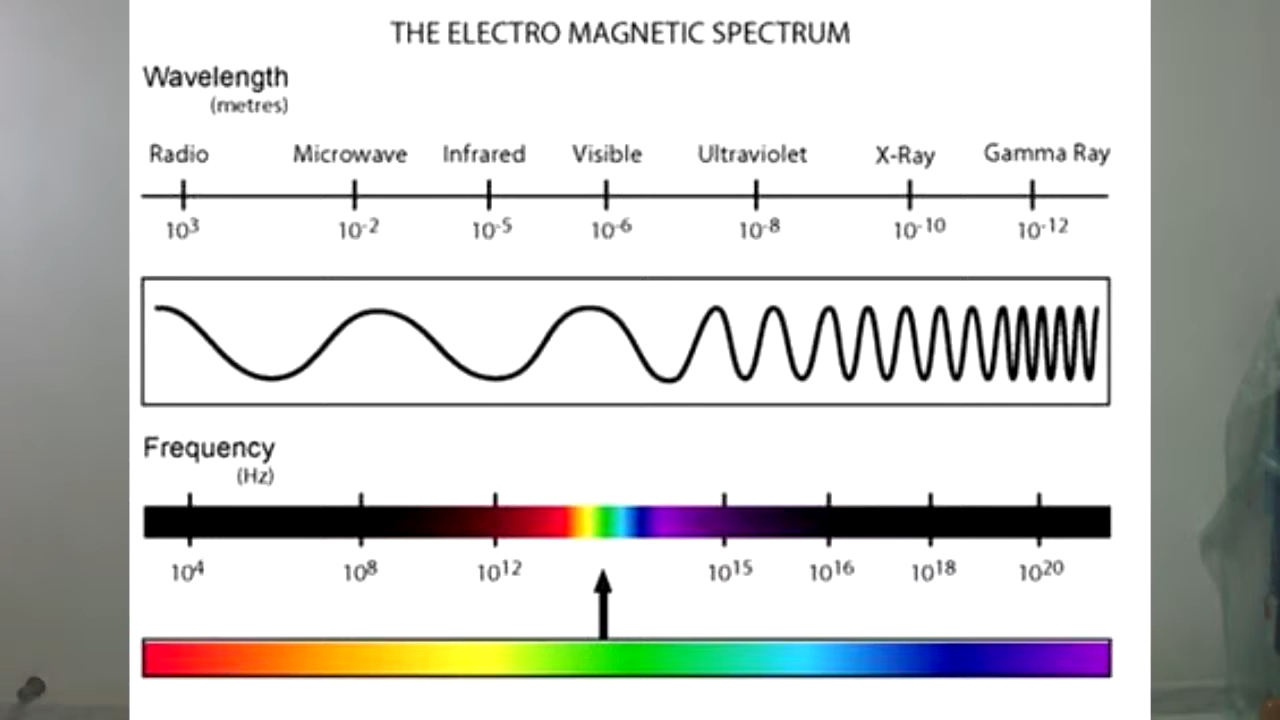 THE ELECTRO MAGNETIC SPECTRUM
Wavelength
(metres)
Radio Microwave Infrared Visible Ultraviolet X-Ray Gamma Ray
10³ 10⁻² 10⁻⁵ 10⁻⁶ 10⁻⁸ 10⁻¹⁰ 10⁻¹²
Frequency
(Hz)
10⁴ 10⁸ 10¹² 10¹⁵ 10¹⁶ 10¹⁸ 10²⁰